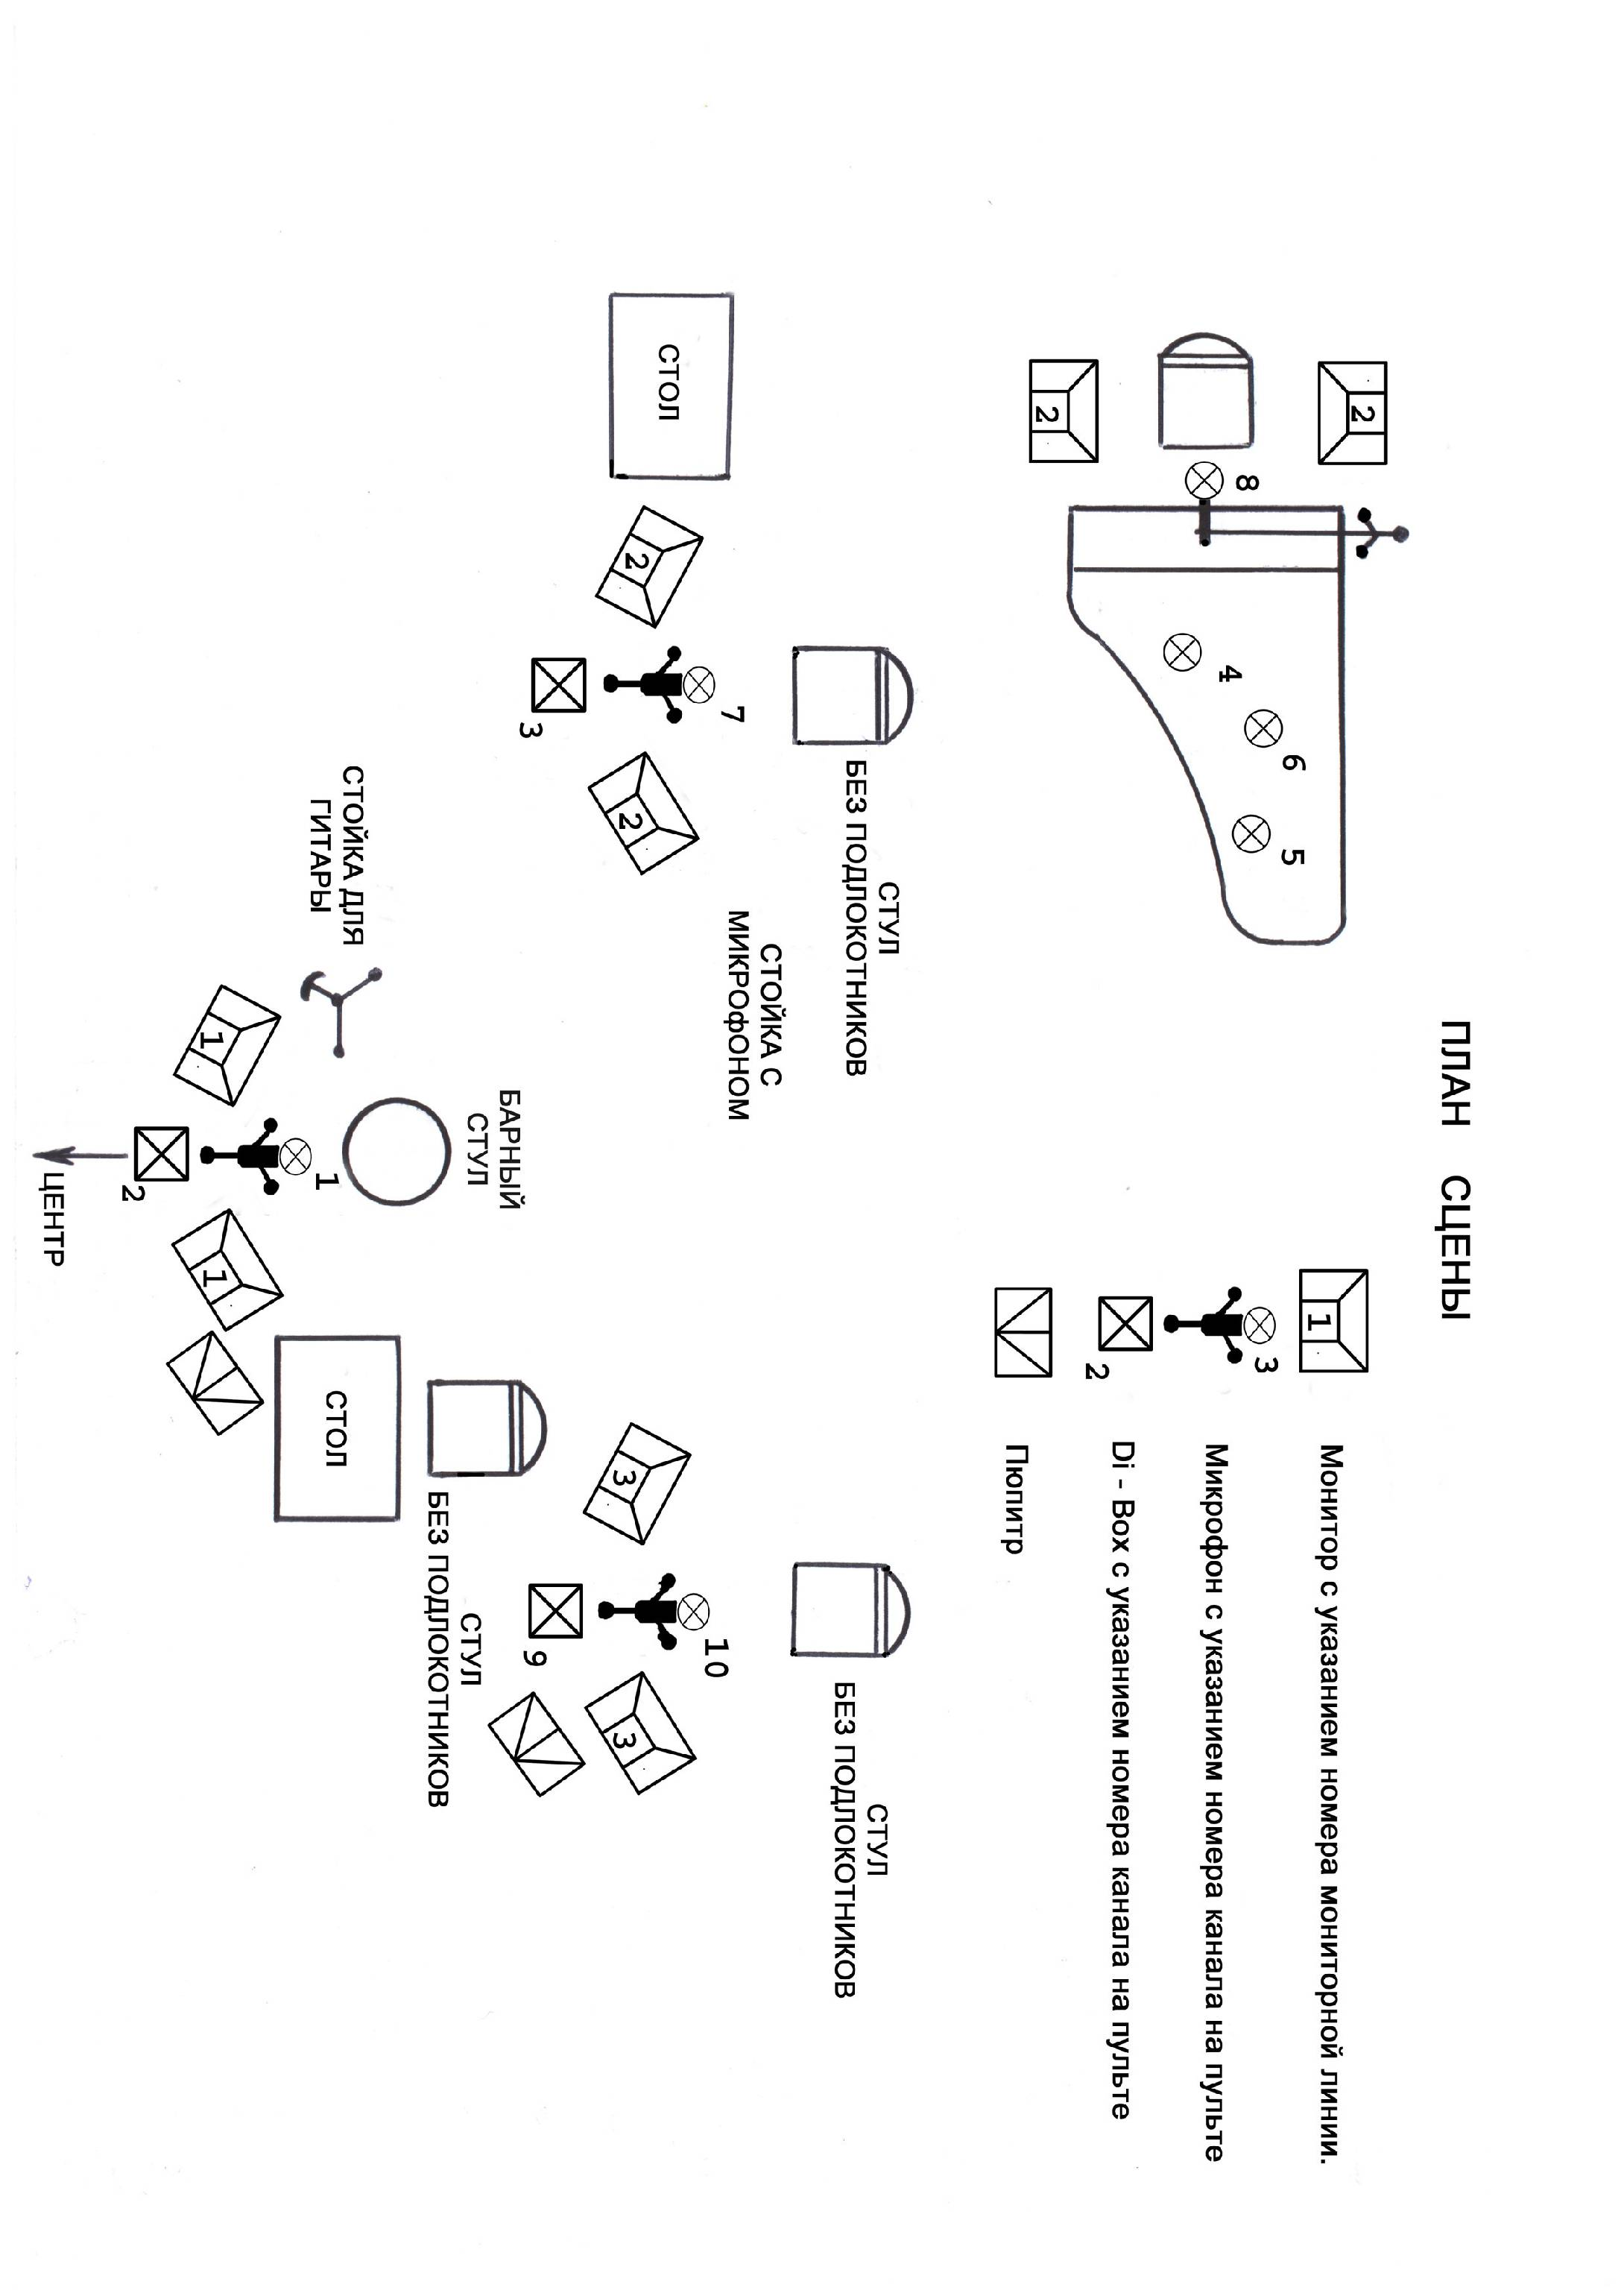 ПЛАН СЦЕНЫ
2
1 Монитор с указанием номера мониторной линии.
8
6
5
3 Микрофон с указанием номера канала на пульте
4
2 Di - Box с указанием номера канала на пульте
2
Пюпитр
СТУЛ
БЕЗ ПОДЛОКОТНИКОВ
СТУЛ
БЕЗ ПОДЛОКОТНИКОВ
СТОЙКА С
МИКРОФОНОМ
7
10
СТОЛ
2
2
3
3
3
9
БАРНЫЙ
СТУЛ
СТУЛ
БЕЗ ПОДЛОКОТНИКОВ
СТОЙКА ДЛЯ
ГИТАРЫ
1
СТОЛ
1
1
2
ЦЕНТР